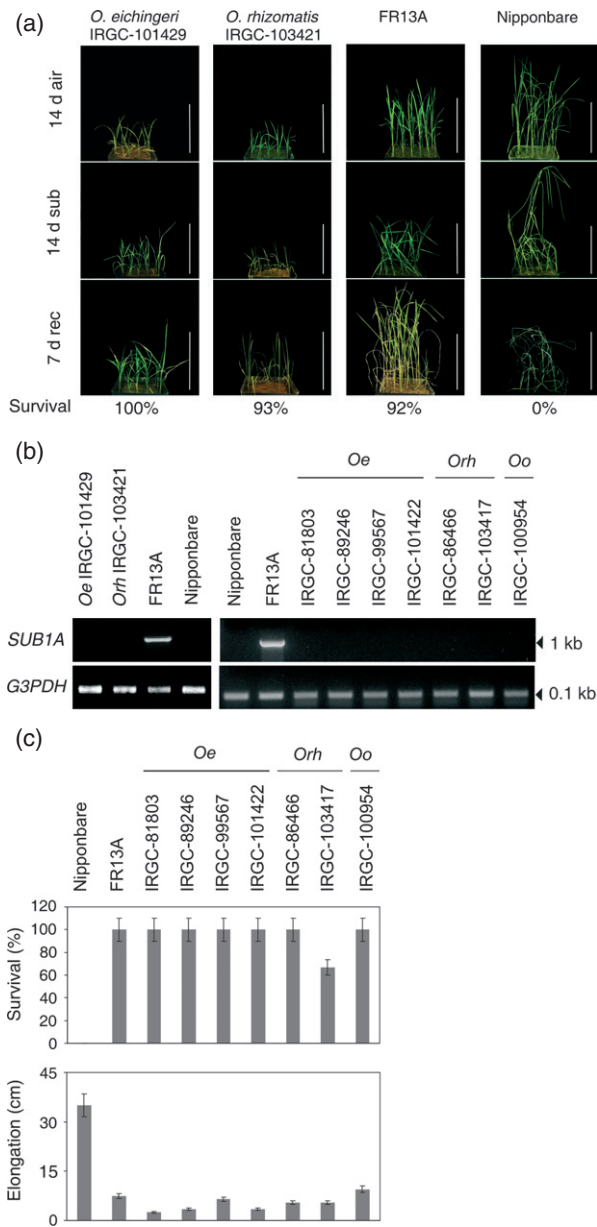 (a)
O. eichingeri IRGC-101429
O. rhizomatis IRGC-103421
FR13A
Nipponbare
14 d air
14 d sub
7 d rec
Survival 100% 93% 92% 0%
(b)
Oe IRGC-101429
Orh IRGC-103421
FR13A
Nipponbare
Oe Orh Oo
Nipponbare
FR13A
IRGC-81803
IRGC-89246
IRGC-99567
IRGC-101422
IRGC-86466
IRGC-103417
IRGC-100954
SUB1A 1 kb
G3PDH 0.1 kb
(c)
Oe Orh Oo
Nipponbare
FR13A
IRGC-81803
IRGC-89246
IRGC-99567
IRGC-101422
IRGC-86466
IRGC-103417
IRGC-100954
Survival (%)
120
100
80
60
40
20
0
Elongation (cm)
45
30
15
0